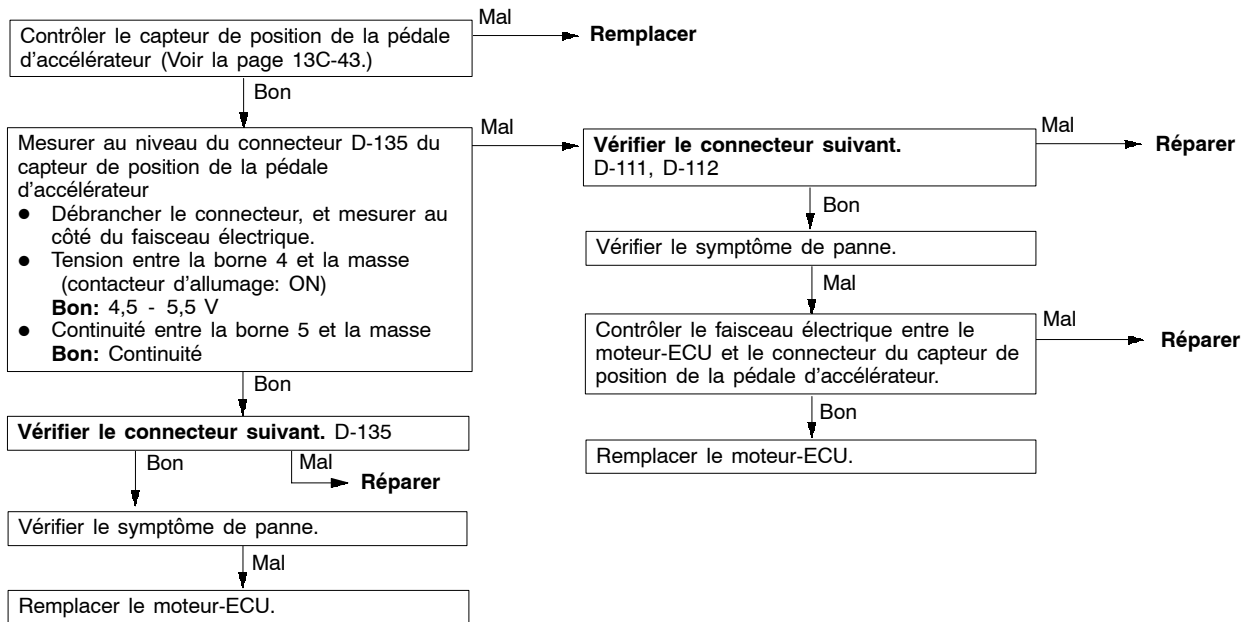 Contrôler le capteur de position de la pédale
d'accélérateur (Voir la page 13C-43.)
Mal
Remplacer
Bon
Mesurer au niveau du connecteur D-135 du
capteur de position de la pédale
d'accélérateur
● Débrancher le connecteur, et mesurer au
côté du faisceau électrique.
● Tension entre la borne 4 et la masse
(contacteur d'allumage: ON)
Bon: 4,5 - 5,5 V
● Continuité entre la borne 5 et la masse
Bon: Continuité
Mal
Vérifier le connecteur suivant.
D-111, D-112
Mal
Réparer
Bon
Vérifier le symptôme de panne.
Mal
Contrôler le faisceau électrique entre le
moteur-ECU et le connecteur du capteur de
position de la pédale d'accélérateur.
Mal
Réparer
Bon
Remplacer le moteur-ECU.
Bon
Vérifier le connecteur suivant. D-135
Bon
Mal
Réparer
Vérifier le symptôme de panne.
Mal
Remplacer le moteur-ECU.